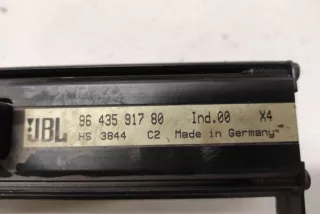 JBL 96 435 917 80 Ind.00 X4
HS 3844 C2 Made in Germany